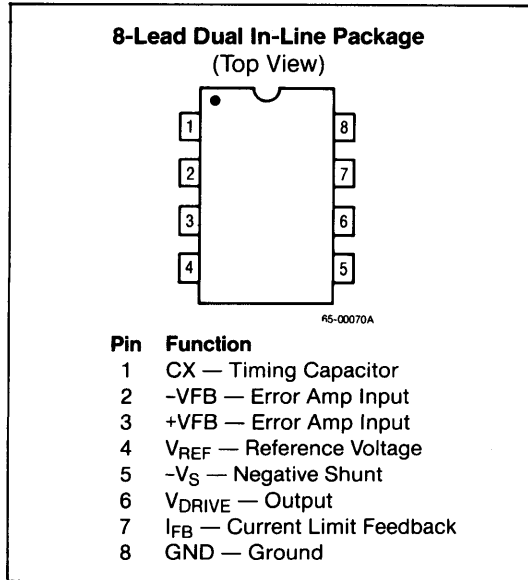 8-Lead Dual In-Line Package
(Top View)
1 8
2 7
3 6
4 5
65-00070A
Pin Function
1 CX — Timing Capacitor
2 -VFB — Error Amp Input
3 +VFB — Error Amp Input
4 VREF — Reference Voltage
5 -VS — Negative Shunt
6 VDRIVE — Output
7 IFB — Current Limit Feedback
8 GND — Ground